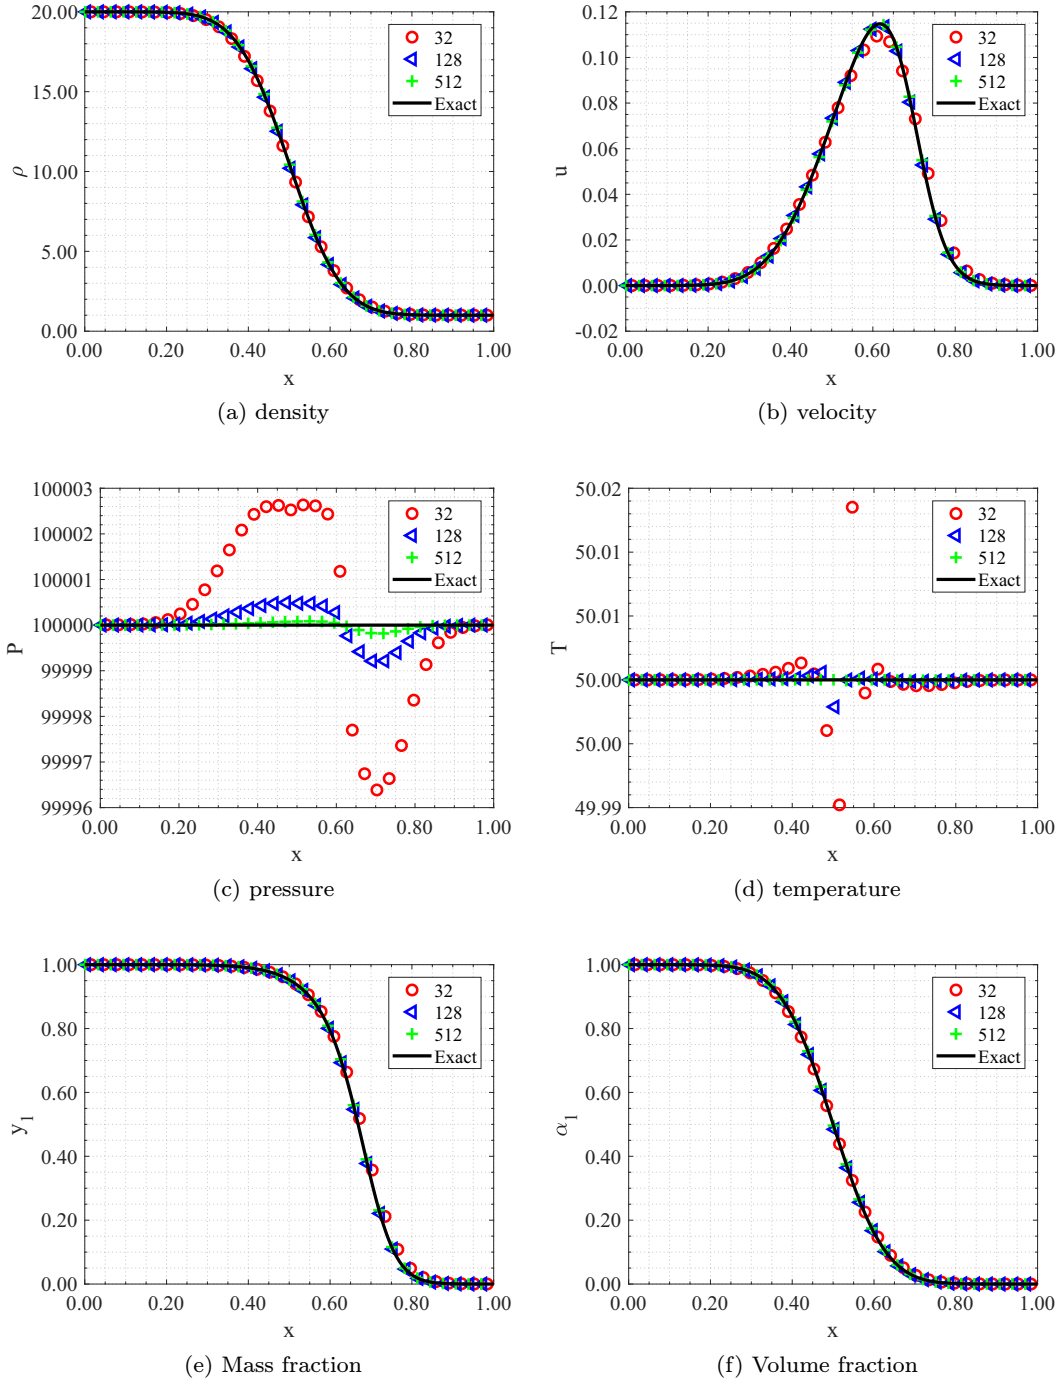 20.00
15.00
10.00
5.00
0.00
ρ
32
128
512
Exact
0.00 0.20 0.40 0.60 0.80 1.00
x
(a) density
0.12
0.10
0.08
0.06
0.04
0.02
0.00
-0.02
u
32
128
512
Exact
0.00 0.20 0.40 0.60 0.80 1.00
x
(b) velocity
100003
100002
100001
100000
99999
99998
99997
99996
P
32
128
512
Exact
0.00 0.20 0.40 0.60 0.80 1.00
x
(c) pressure
50.02
50.01
50.01
50.00
50.00
49.99
T
32
128
512
Exact
0.00 0.20 0.40 0.60 0.80 1.00
x
(d) temperature
1.00
0.80
0.60
0.40
0.20
0.00
y1
32
128
512
Exact
0.00 0.20 0.40 0.60 0.80 1.00
x
(e) Mass fraction
1.00
0.80
0.60
0.40
0.20
0.00
α1
32
128
512
Exact
0.00 0.20 0.40 0.60 0.80 1.00
x
(f) Volume fraction